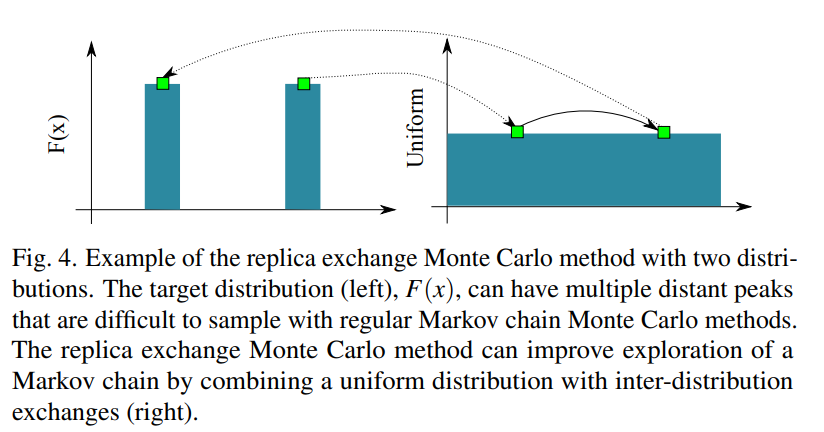 F(x)
Uniform
Fig. 4. Example of the replica exchange Monte Carlo method with two distri-
butions. The target distribution (left), F(x), can have multiple distant peaks
that are difficult to sample with regular Markov chain Monte Carlo methods.
The replica exchange Monte Carlo method can improve exploration of a
Markov chain by combining a uniform distribution with inter-distribution
exchanges (right).